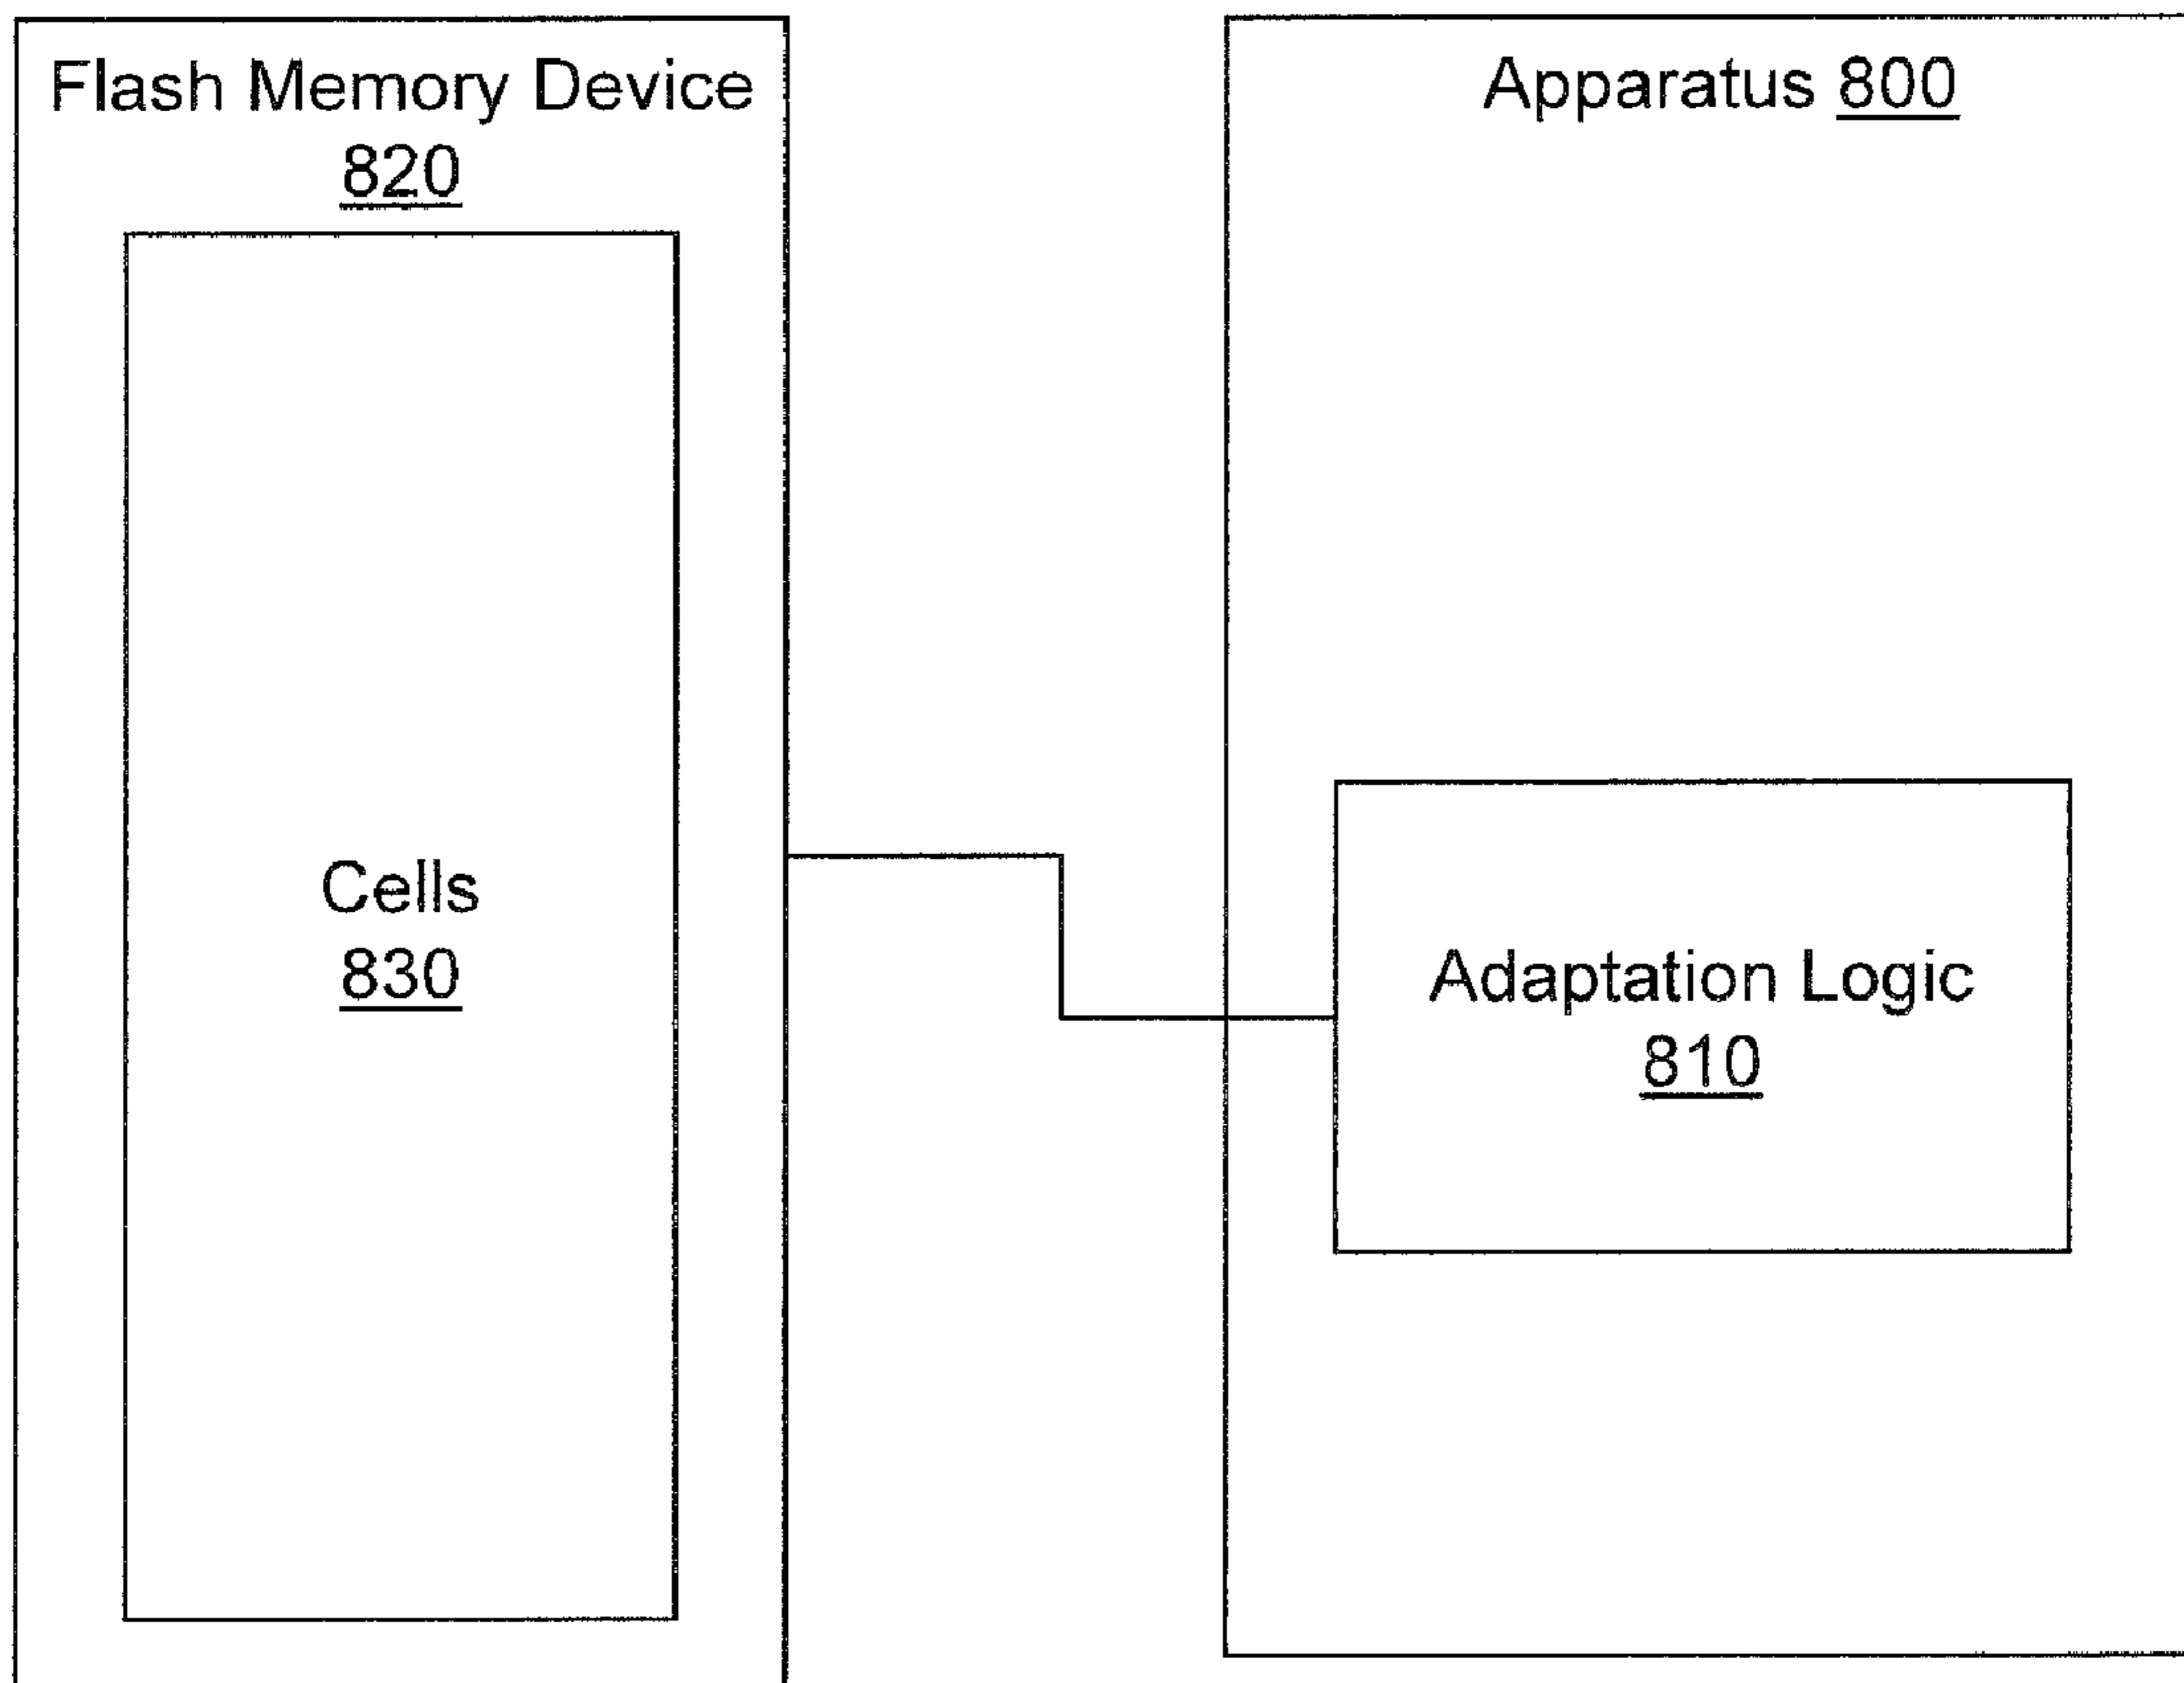 Flash Memory Device
820
Cells
830
Apparatus 800
Adaptation Logic
810